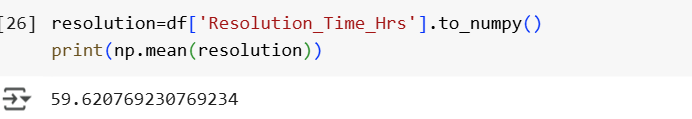 [26] resolution=df['Resolution_Time_Hrs'].to_numpy()
print(np.mean(resolution))
59.620769230769234